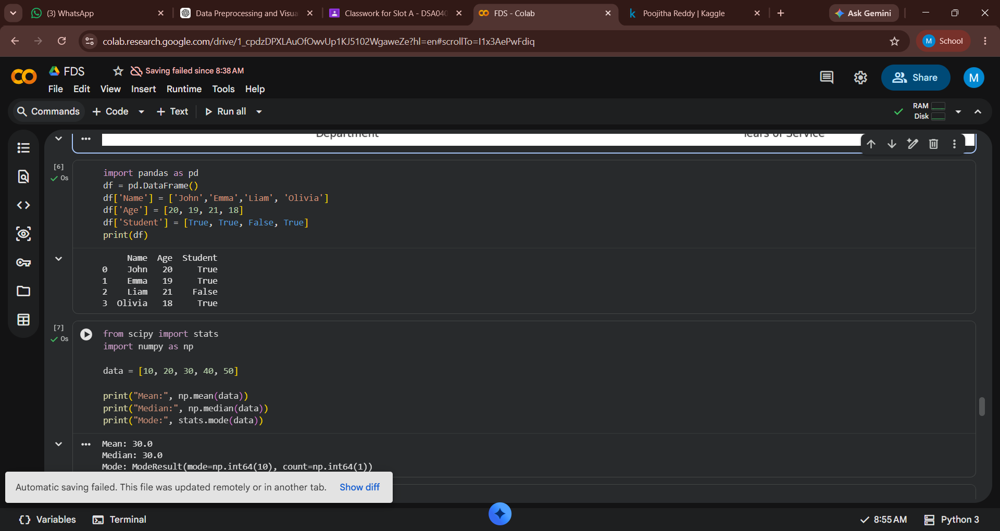 (3) WhatsApp
Data Preprocessing and Visua
Classwork for Slot A - DSA040
FDS - Colab
Poojitha Reddy | Kaggle
Ask Gemini
colab.research.google.com/drive/1_cpdzDPXLAuOfOwvUp1KJ5102WgaweZe?hl=en#scrollTo=I1x3AePwFdiq
M School
FDS
Saving failed since 8:38 AM
File Edit View Insert Runtime Tools Help
Share
M
Commands + Code + Text Run all
RAM
Disk
Department Years of Service
[6]
0s
import pandas as pd
df = pd.DataFrame()
df['Name'] = ['John','Emma','Liam', 'Olivia']
df['Age'] = [20, 19, 21, 18]
df['Student'] = [True, True, False, True]
print(df)
Name Age Student
0 John 20 True
1 Emma 19 True
2 Liam 21 False
3 Olivia 18 True
[7]
0s
from scipy import stats
import numpy as np
data = [10, 20, 30, 40, 50]
print("Mean:", np.mean(data))
print("Median:", np.median(data))
print("Mode:", stats.mode(data))
Mean: 30.0
Median: 30.0
Mode: ModeResult(mode=np.int64(10), count=np.int64(1))
Automatic saving failed. This file was updated remotely or in another tab. Show diff
{} Variables Terminal
8:55 AM Python 3